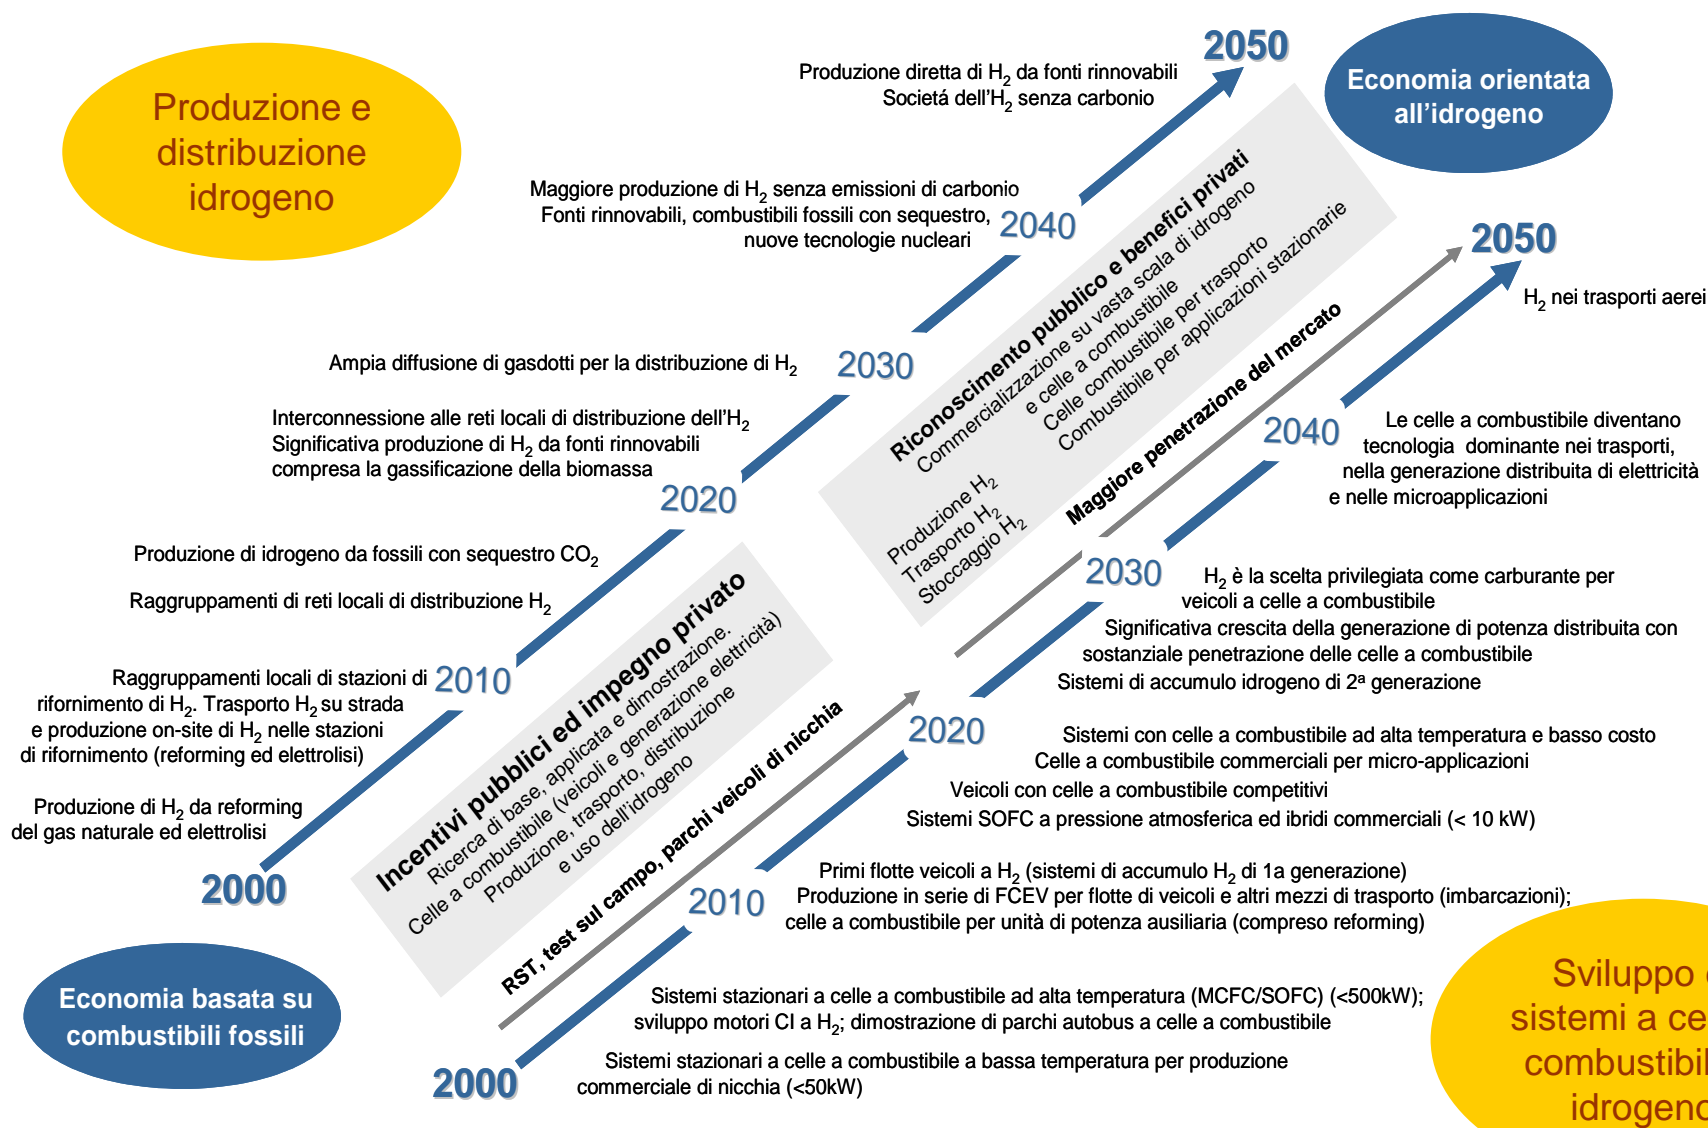 Produzione e
distribuzione
idrogeno
2050
Produzione diretta di H2 da fonti rinnovabili
Societá dell'H2 senza carbonio
Economia orientata
all'idrogeno
Maggiore produzione di H2 senza emissioni di carbonio
Fonti rinnovabili, combustibili fossili con sequestro,
nuove tecnologie nucleari
2040
Ampia diffusione di gasdotti per la distribuzione di H2
2030
Interconnessione alle reti locali di distribuzione dell'H2
Significativa produzione di H2 da fonti rinnovabili
compresa la gassificazione della biomassa
2020
Produzione di idrogeno da fossili con sequestro CO2
Raggruppamenti di reti locali di distribuzione H2
2010
Raggruppamenti locali di stazioni di
rifornimento di H2. Trasporto H2 su strada
e produzione on-site di H2 nelle stazioni
di rifornimento (reforming ed elettrolisi)
Produzione di H2 da reforming
del gas naturale ed elettrolisi
2000
Economia basata su
combustibili fossili
Riconoscimento pubblico e benefici privati
Commercializzazione su vasta scala di idrogeno
e celle a combustibile
Celle combustibile per trasporto
Combustibile per applicazioni stazionarie
Produzione H2
Trasporto H2
Stoccaggio H2
Incentivi pubblici ed impegno privato
Ricerca di base, applicata e dimostrazione.
Celle a combustibile (veicoli e generazione elettricità)
Produzione, trasporto, distribuzione
e uso dell'idrogeno
Maggiore penetrazione del mercato
RST, test sul campo, parchi veicoli di nicchia
2050
H2 nei trasporti aerei
2040
Le celle a combustibile diventano
tecnologia dominante nei trasporti,
nella generazione distribuita di elettricità
e nelle microapplicazioni
2030
H2 è la scelta privilegiata come carburante per
veicoli a celle a combustibile
Significativa crescita della generazione di potenza distribuita con
sostanziale penetrazione delle celle a combustibile
Sistemi di accumulo idrogeno di 2ª generazione
2020
Sistemi con celle a combustibile ad alta temperatura e basso costo
Celle a combustibile commerciali per micro-applicazioni
Veicoli con celle a combustibile competitivi
Sistemi SOFC a pressione atmosferica ed ibridi commerciali (< 10 kW)
2010
Primi flotte veicoli a H2 (sistemi di accumulo H2 di 1a generazione)
Produzione in serie di FCEV per flotte di veicoli e altri mezzi di trasporto (imbarcazioni);
celle a combustibile per unità di potenza ausiliaria (compreso reforming)
Sistemi stazionari a celle a combustibile ad alta temperatura (MCFC/SOFC) (<500kW);
sviluppo motori CI a H2; dimostrazione di parchi autobus a celle a combustibile
2000
Sistemi stazionari a celle a combustibile a bassa temperatura per produzione
commerciale di nicchia (<50kW)
Sviluppo
sistemi a
idrogeno